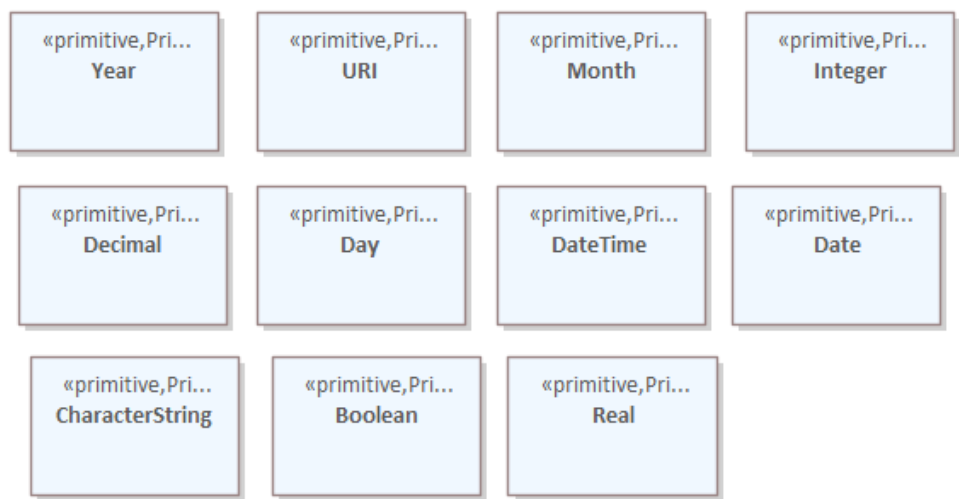 «primitive,Pri...
Year
«primitive,Pri...
URI
«primitive,Pri...
Month
«primitive,Pri...
Integer
«primitive,Pri...
Decimal
«primitive,Pri...
Day
«primitive,Pri...
DateTime
«primitive,Pri...
Date
«primitive,Pri...
CharacterString
«primitive,Pri...
Boolean
«primitive,Pri...
Real